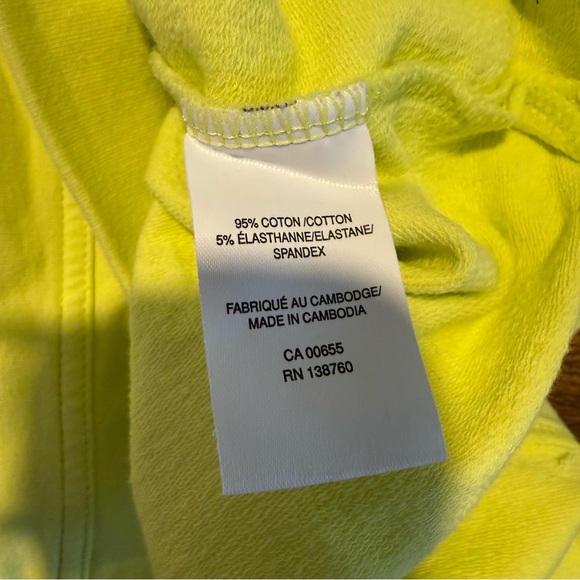 95% COTON /COTTON
5% ÉLASTHANNE/ELASTANE/
SPANDEX
FABRIQUÉ AU CAMBODGE/
MADE IN CAMBODIA
CA 00655
RN 138760